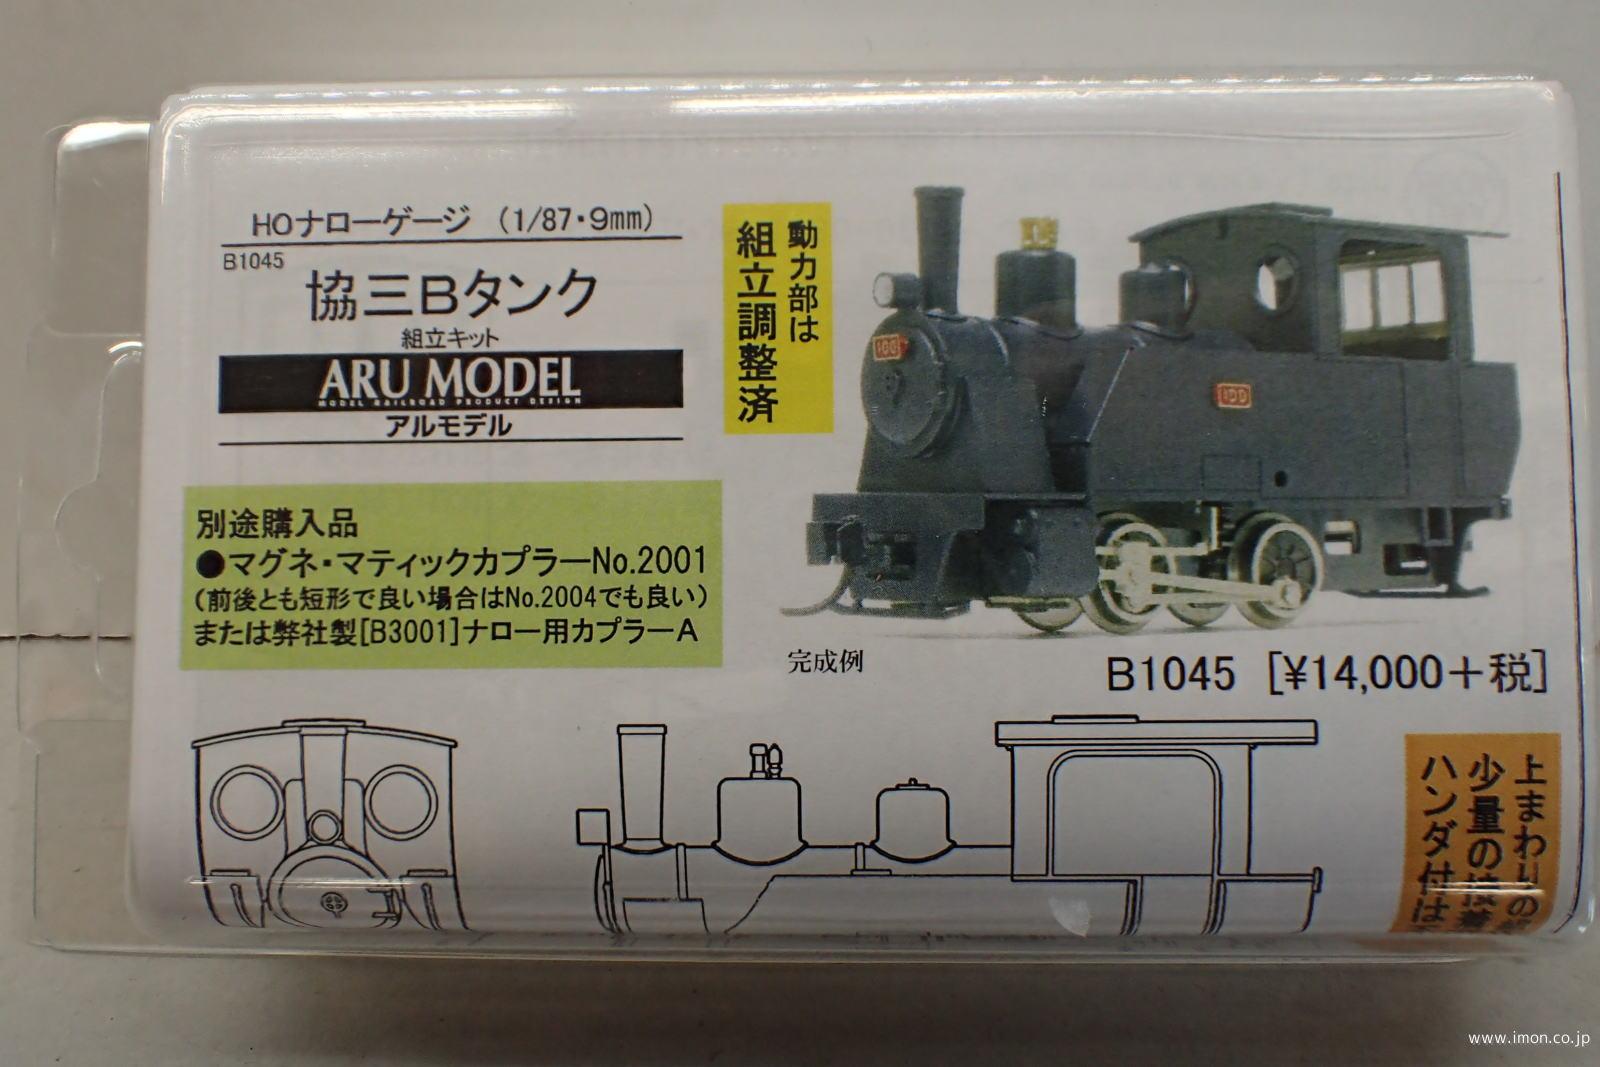 HOナローゲージ (1/87・9mm)
B1045
協三Bタンク
組立キット
ARU MODEL
MODEL RAILROAD PRODUCT DESIGN
アルモデル
動力部は
組立調整済
100
100
別途購入品
●マグネ・マティックカプラーNo.2001
(前後とも短形で良い場合はNo.2004でも良い)
または弊社製[B3001]ナロー用カプラーA
完成例
B1045 [¥14,000+税]
上まわりの
少量の接着
ハンダ付は
www.imon.co.jp